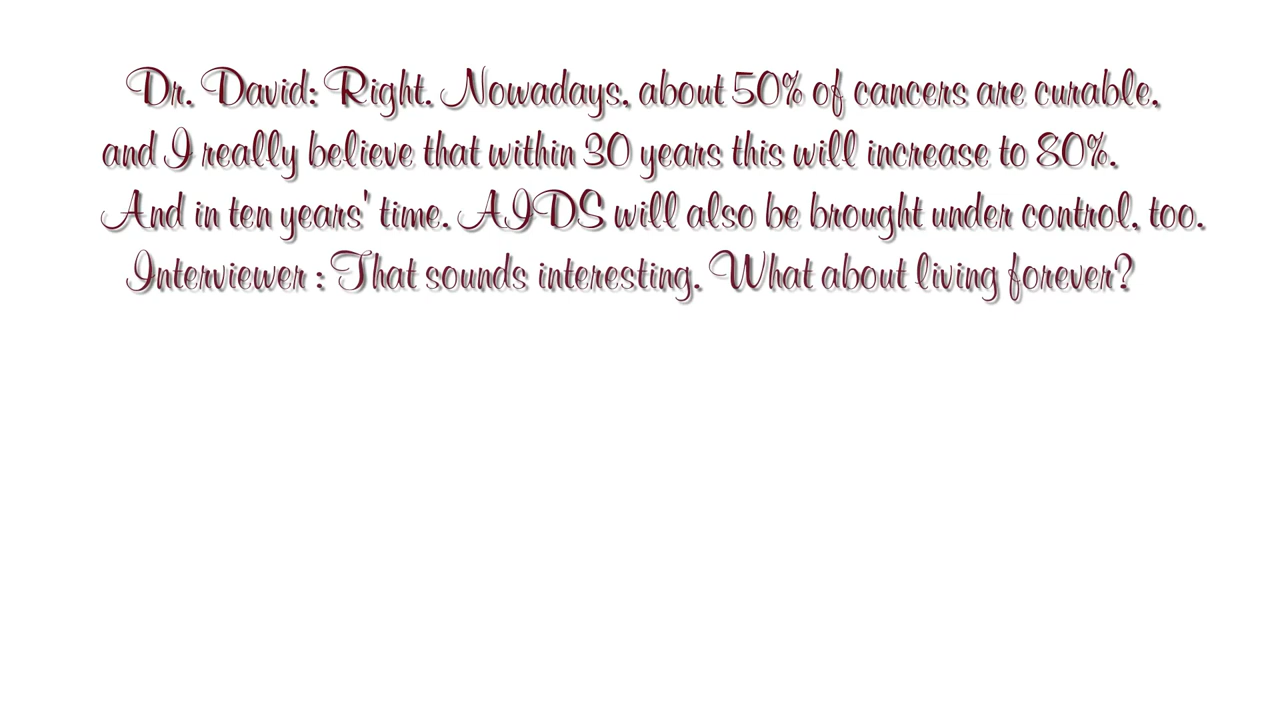 Dr. David: Right. Nowadays, about 50% of cancers are curable,
and I really believe that within 30 years this will increase to 80%.
And in ten years' time, AIDS will also be brought under control, too.
Interviewer : That sounds interesting. What about living forever?